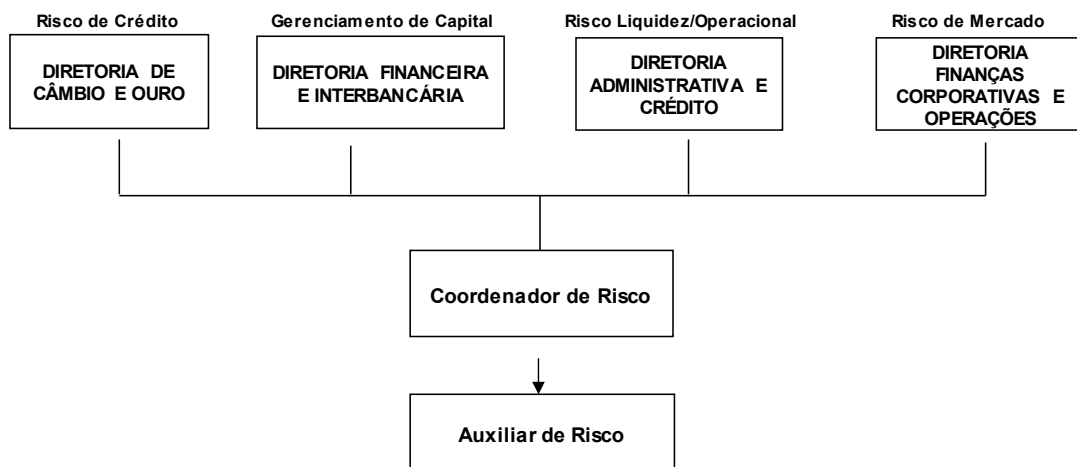 Risco de Crédito
Gerenciamento de Capital
Risco Liquidez/Operacional
Risco de Mercado
DIRETORIA DE
CÂMBIO E OURO
DIRETORIA FINANCEIRA
E INTERBANCÁRIA
DIRETORIA
ADMINISTRATIVA E
CRÉDITO
DIRETORIA
FINANÇAS
CORPORATIVAS E
OPERAÇÕES
Coordenador de Risco
Auxiliar de Risco